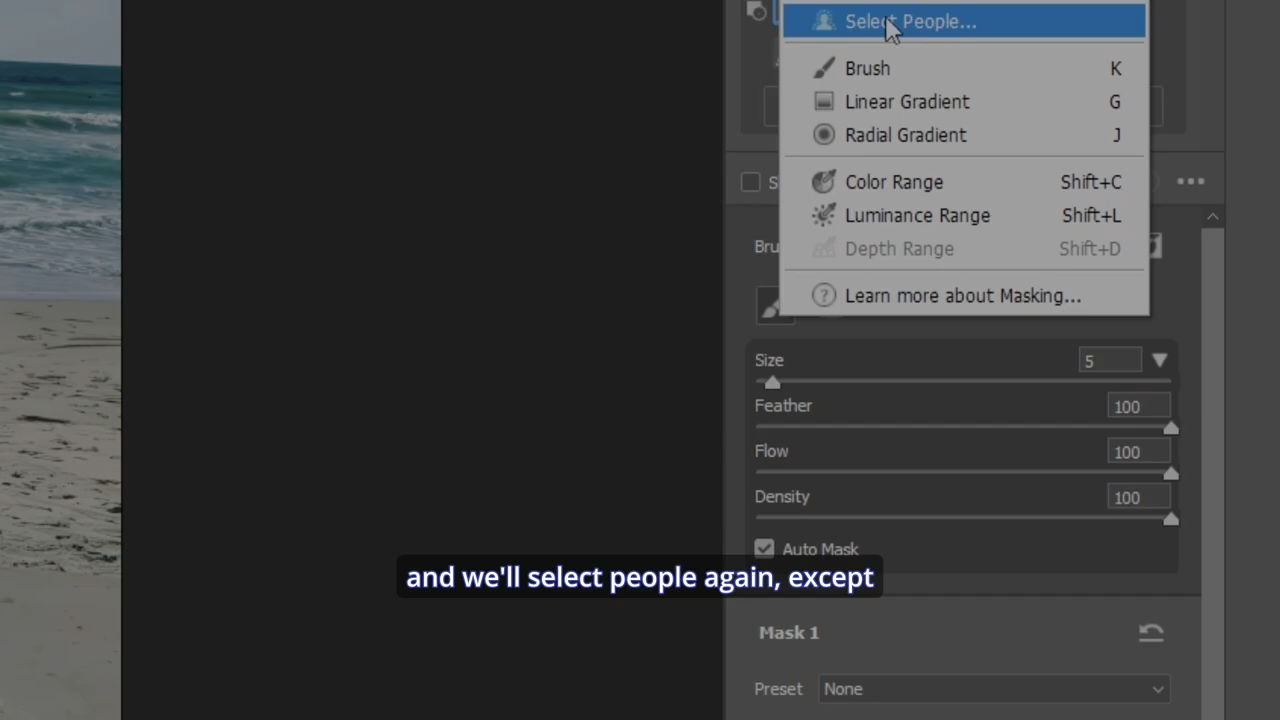 Select People...
Brush K
Linear Gradient G
Radial Gradient J
Color Range Shift+C
Luminance Range Shift+L
Depth Range Shift+D
Learn more about Masking...
Size 5
Feather 100
Flow 100
Density 100
Auto Mask
and we'll select people again, except
Mask 1
Preset None